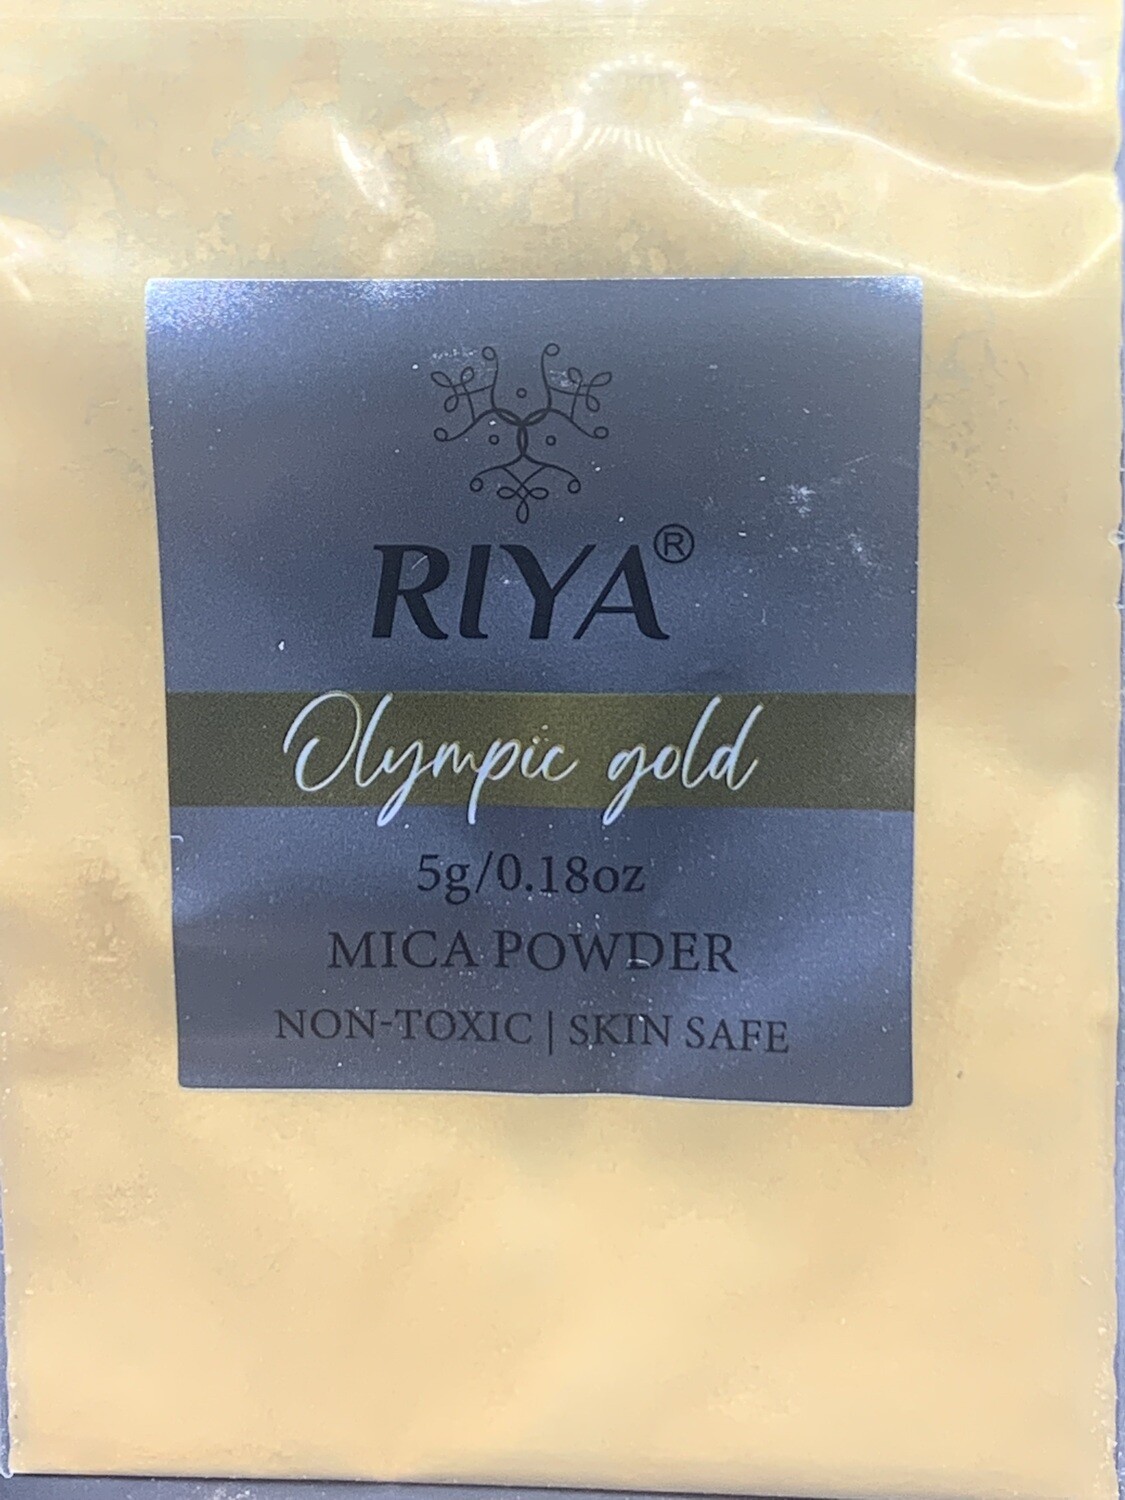 RIYA®
Olympic gold
5g/0.18oz
MICA POWDER
NON-TOXIC | SKIN SAFE